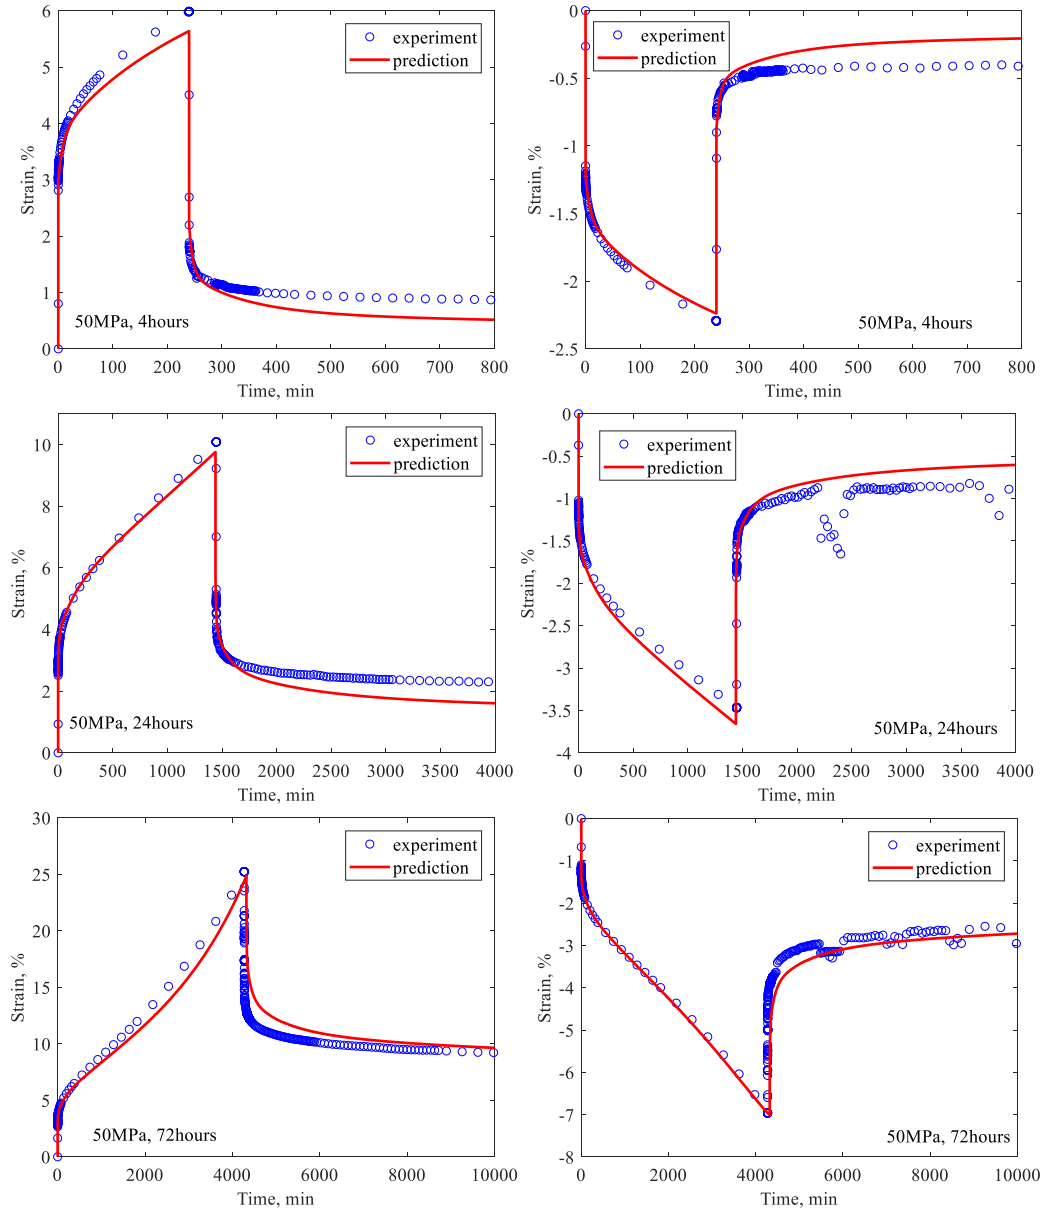 6
5
4
3
2
1
0
Strain, %
experiment
prediction
50MPa, 4hours
0 100 200 300 400 500 600 700 800
Time, min
0
-0.5
-1
-1.5
-2
-2.5
Strain, %
experiment
prediction
50MPa, 4hours
0 100 200 300 400 500 600 700 800
Time, min
10
8
6
4
2
0
Strain, %
experiment
prediction
50MPa, 24hours
0 500 1000 1500 2000 2500 3000 3500 4000
Time, min
0
-0.5
-1
-1.5
-2
-2.5
-3
-3.5
-4
Strain, %
experiment
prediction
50MPa, 24hours
0 500 1000 1500 2000 2500 3000 3500 4000
Time, min
30
25
20
15
10
5
0
Strain, %
experiment
prediction
50MPa, 72hours
0 2000 4000 6000 8000 10000
Time, min
0
-1
-2
-3
-4
-5
-6
-7
-8
Strain, %
experiment
prediction
50MPa, 72hours
0 2000 4000 6000 8000 10000
Time, min